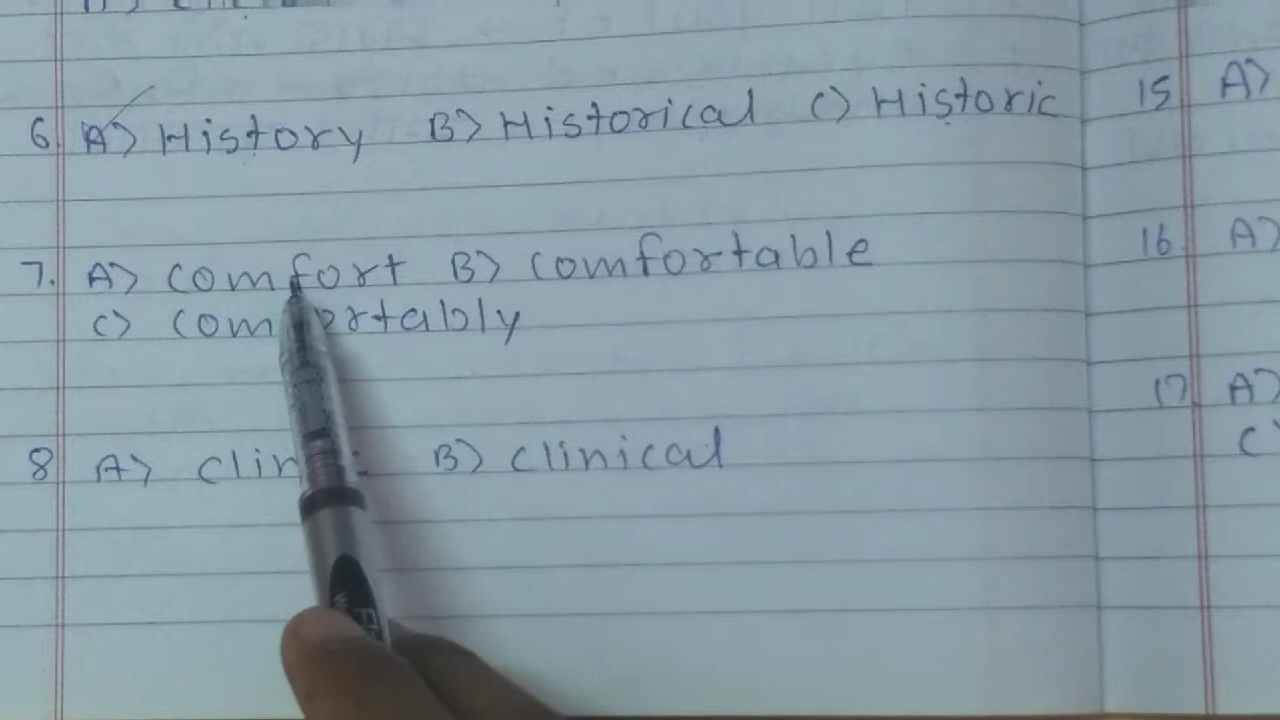 6. A) History B) Historical C) Historic
7. A) comfort B) comfortable
C)
8 A) B) clinical
15 A)
16 A)
17 A)
C)